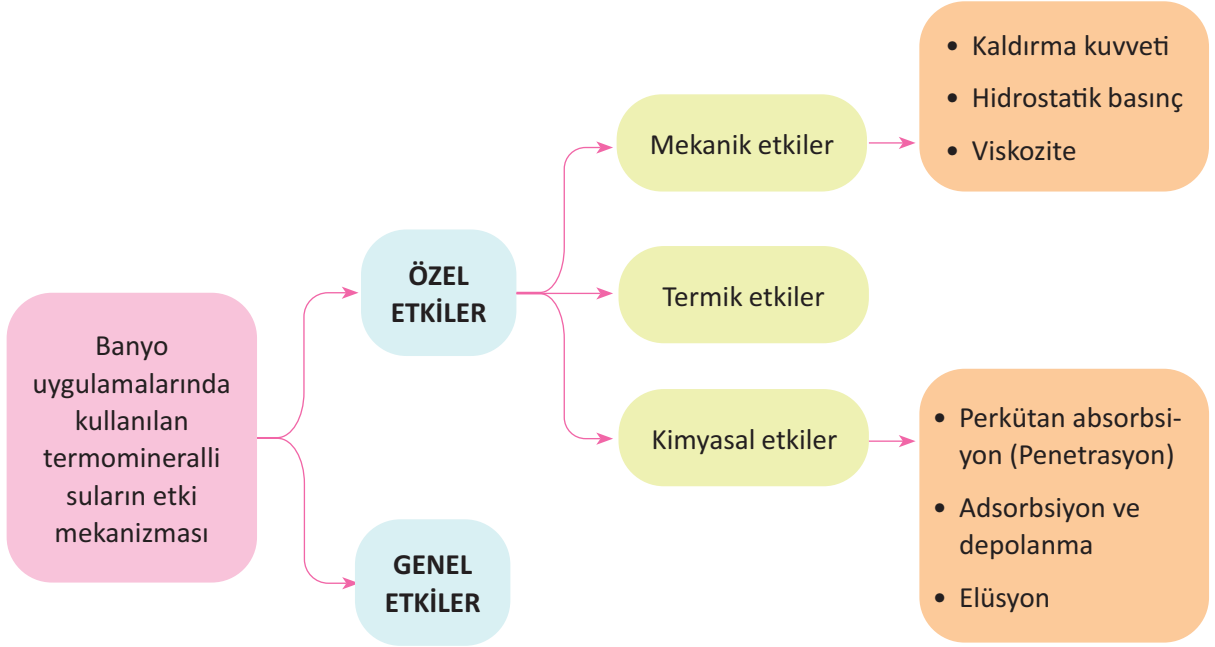 Banyo
uygulamalarında
kullanılan
termomineralli
suların etki
mekanizması
ÖZEL
ETKİLER
GENEL
ETKİLER
Mekanik etkiler
Termik etkiler
Kimyasal etkiler
• Kaldırma kuvveti
• Hidrostatik basınç
• Viskozite
• Perkütan absorbsi-
yon (Penetrasyon)
• Adsorbsiyon ve
depolanma
• Elüsyon